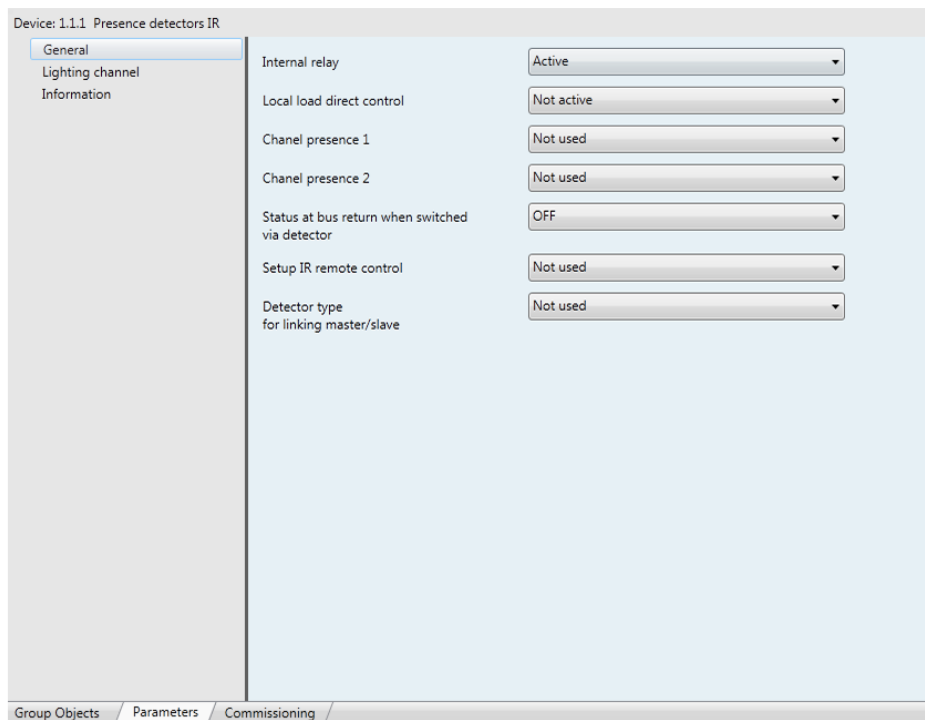 Device: 1.1.1 Presence detectors IR
General
Lighting channel
Information
Internal relay
Active
Local load direct control
Not active
Chanel presence 1
Not used
Chanel presence 2
Not used
Status at bus return when switched
via detector
OFF
Setup IR remote control
Not used
Detector type
for linking master/slave
Not used
Group Objects
Parameters
Commissioning